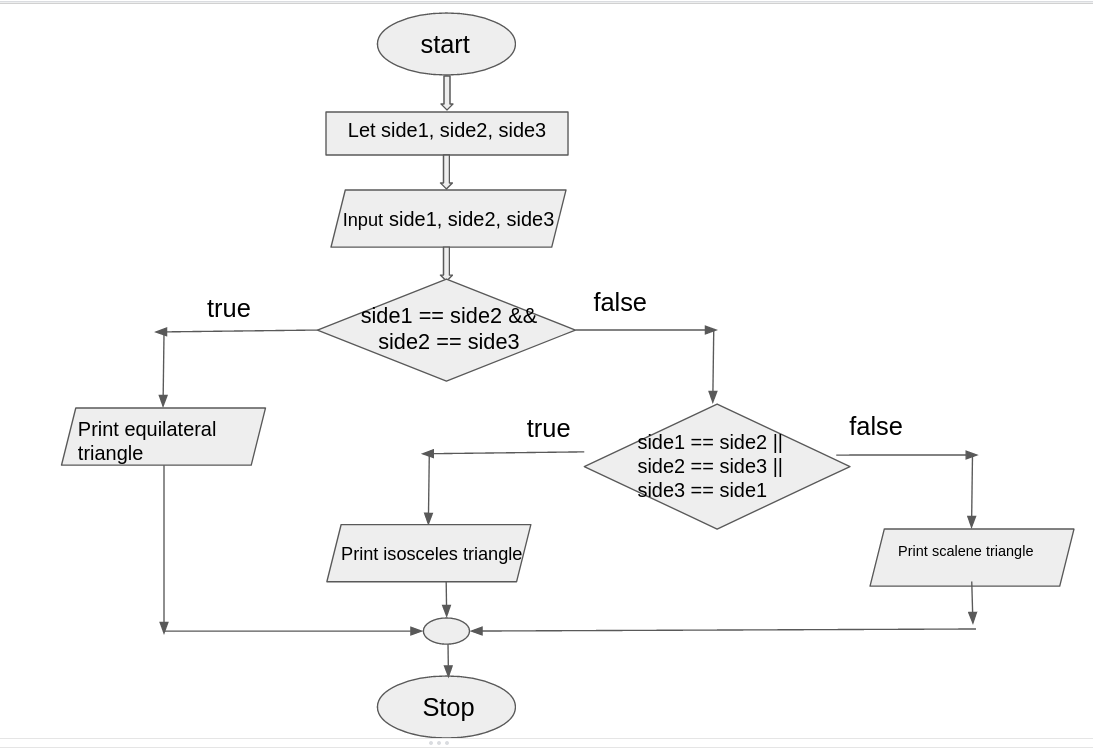 start
Let side1, side2, side3
Input side1, side2, side3
true
false
side1 == side2 &&
side2 == side3
Print equilateral
triangle
true
false
side1 == side2 ||
side2 == side3 ||
side3 == side1
Print isosceles triangle
Print scalene triangle
Stop